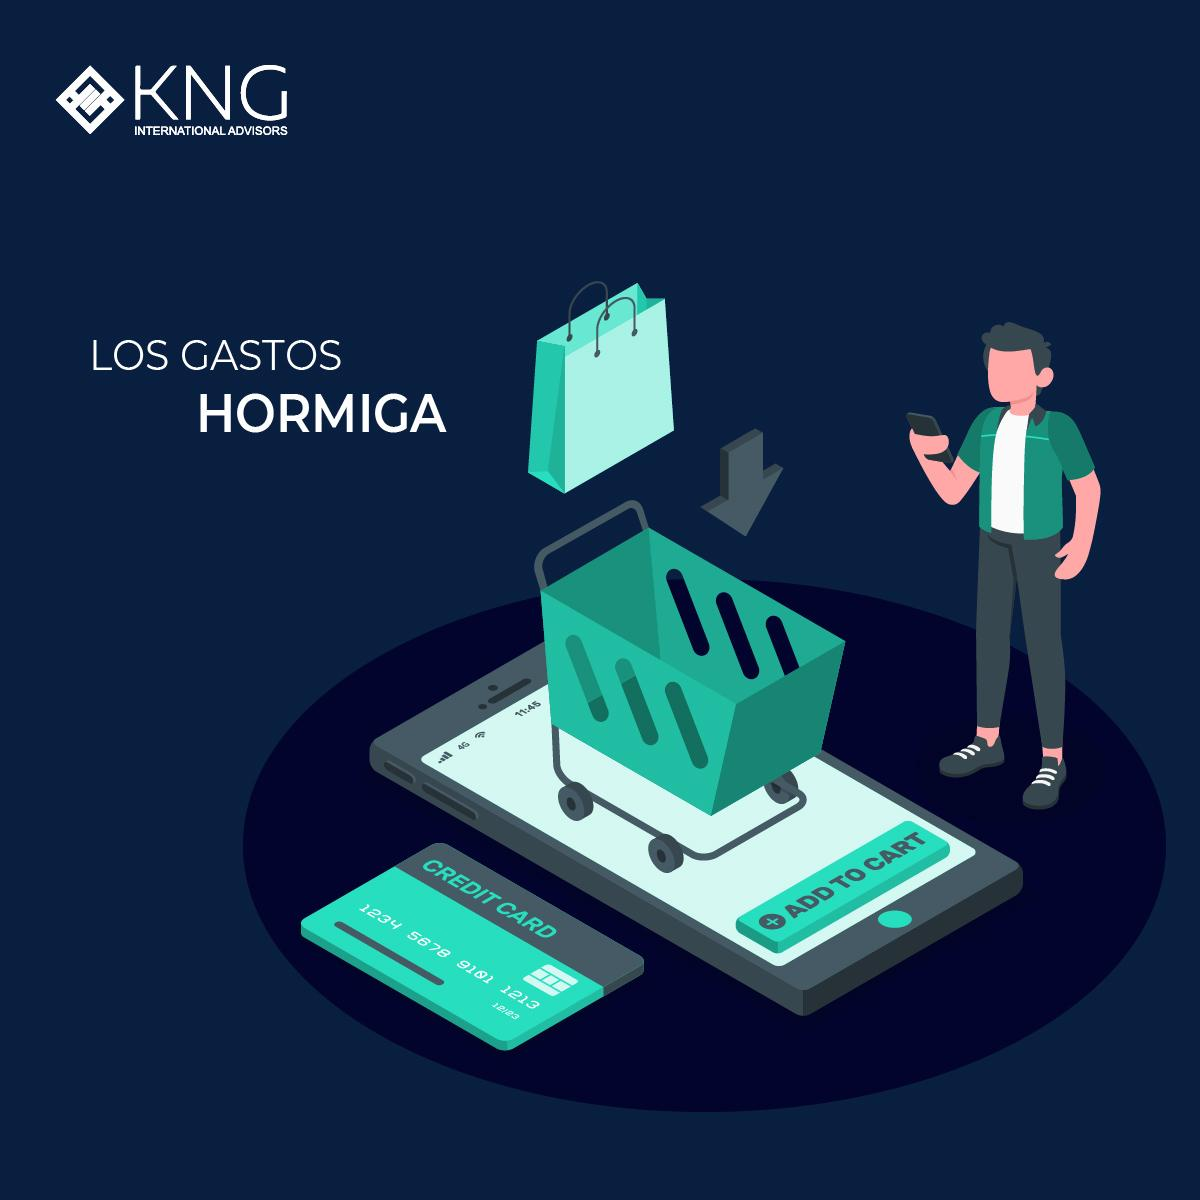 KNG
INTERNATIONAL ADVISORS
LOS GASTOS
HORMIGA
11:45
4G
ADD TO CART
CREDIT CARD
1234 5678 9101 1213
12/23